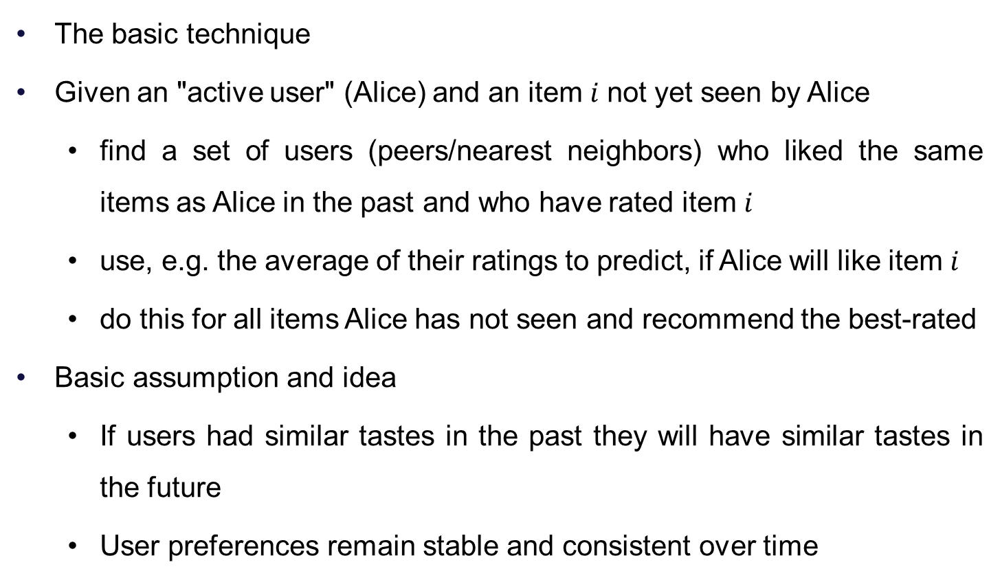 • The basic technique
• Given an "active user" (Alice) and an item i not yet seen by Alice
• find a set of users (peers/nearest neighbors) who liked the same
items as Alice in the past and who have rated item i
• use, e.g. the average of their ratings to predict, if Alice will like item i
• do this for all items Alice has not seen and recommend the best-rated
• Basic assumption and idea
• If users had similar tastes in the past they will have similar tastes in
the future
• User preferences remain stable and consistent over time